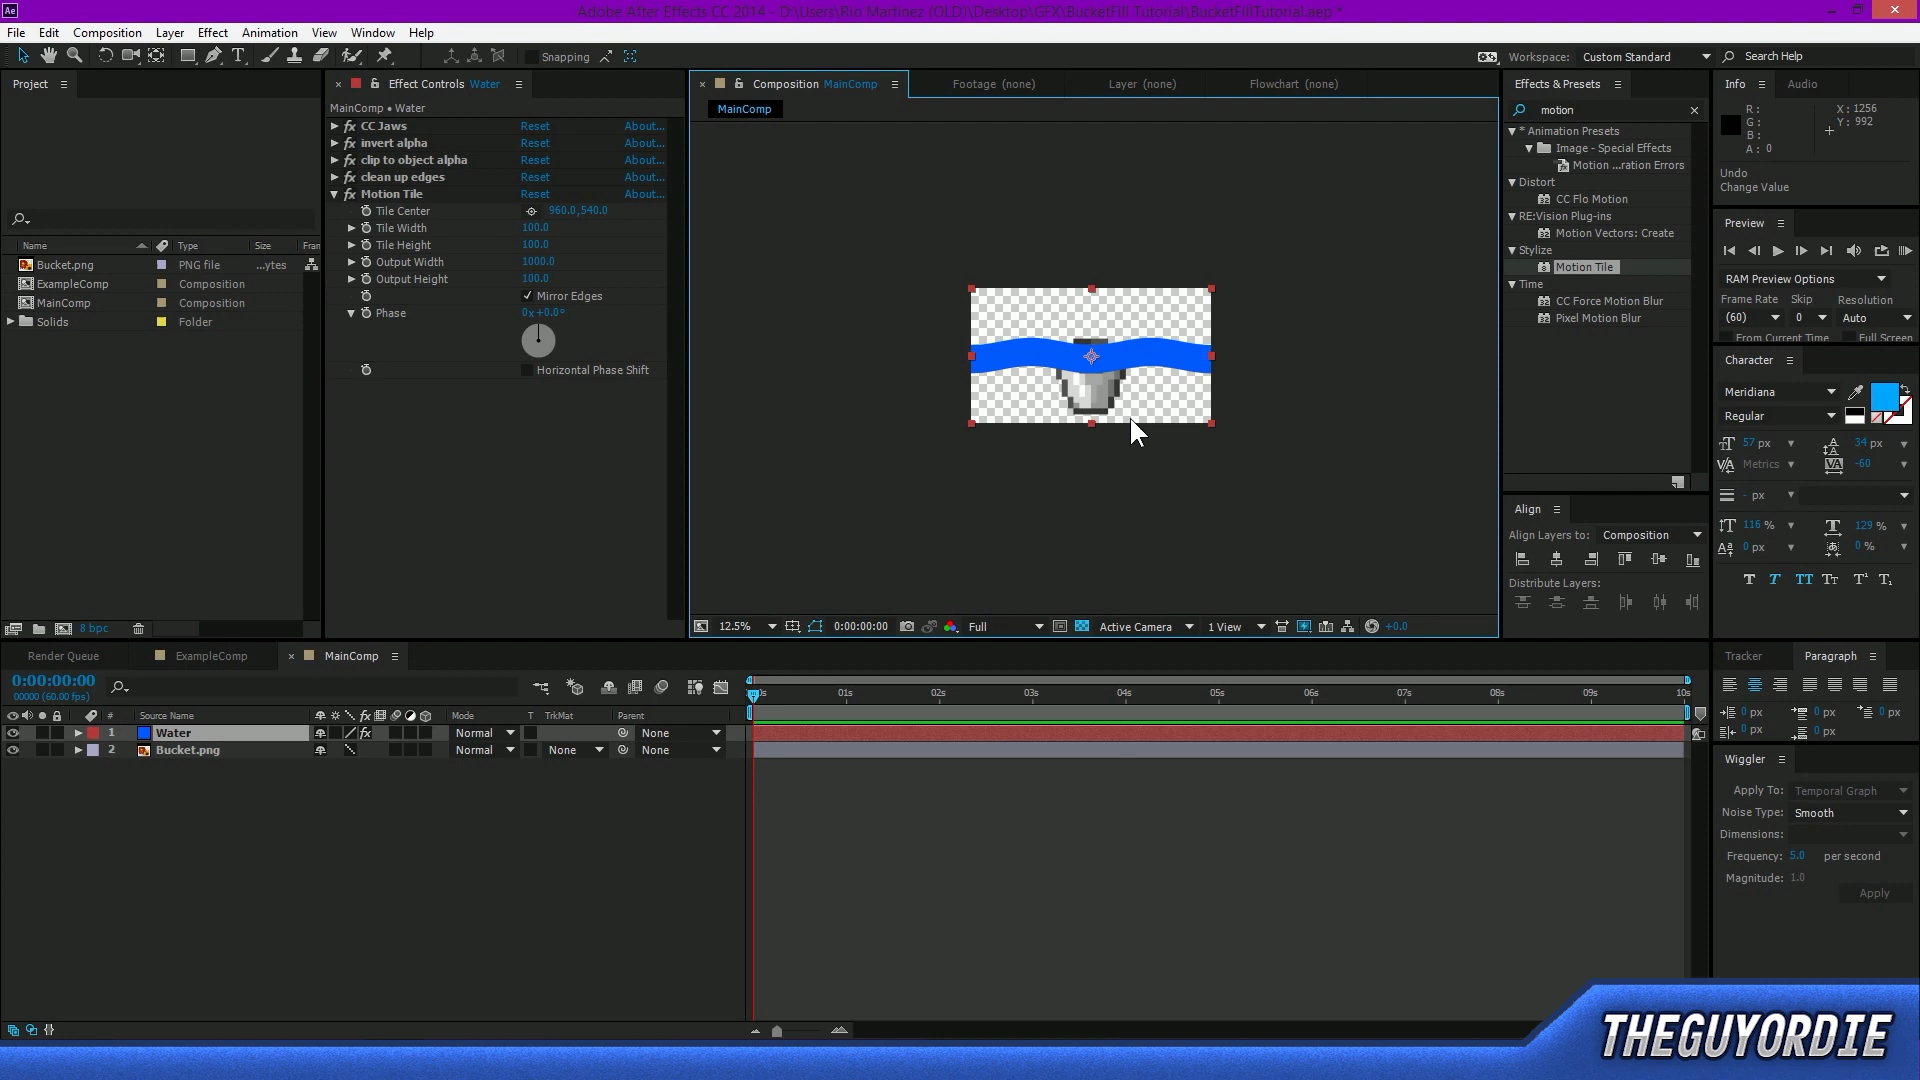 Adobe After Effects CC 2014 - D:\Users\Rio Martinez (OLD)\Desktop\GFX\BucketFill Tutorial\BucketFillTutorial.aep *
File Edit Composition Layer Effect Animation View Window Help
Snapping
Workspace: Custom Standard
Search Help
Project
Name Type Size Fran
Bucket.png PNG file ...ytes
ExampleComp Composition
MainComp Composition
Solids Folder
8 bpc
Effect Controls Water
MainComp • Water
CC Jaws Reset About...
invert alpha Reset About...
clip to object alpha Reset About...
clean up edges Reset About...
Motion Tile Reset About...
Tile Center 960.0,540.0
Tile Width 100.0
Tile Height 100.0
Output Width 1000.0
Output Height 100.0
Mirror Edges
Phase 0x+0.0°
Horizontal Phase Shift
Composition MainComp
Footage (none)
Layer (none)
Flowchart (none)
MainComp
12.5% 0:00:00:00 Full Active Camera 1 View +0.0
Effects & Presets
motion
* Animation Presets
Image - Special Effects
Motion ...ration Errors
Distort
CC Flo Motion
RE:Vision Plug-ins
Motion Vectors: Create
Stylize
Motion Tile
Time
CC Force Motion Blur
Pixel Motion Blur
Align
Align Layers to: Composition
Distribute Layers:
Info Audio
R : X : 1256
G : Y : 992
B :
A : 0
Undo
Change Value
Preview
RAM Preview Options
Frame Rate Skip Resolution
(60) 0 Auto
From Current Time Full Screen
Character
Meridiana
Regular
57 px 34 px
Metrics -60
- px
116 % 129 %
0 px 0 %
T T TT Tt T¹ T₁
Render Queue ExampleComp MainComp
0:00:00:00
00000 (60.00 fps)
# Source Name Mode T TrkMat Parent
1 Water Normal None
2 Bucket.png Normal None None
0s 01s 02s 03s 04s 05s 06s 07s 08s 09s 10s
Tracker Paragraph
0 px 0 px 0 px
0 px 0 px
Wiggler
Apply To: Temporal Graph
Noise Type: Smooth
Dimensions:
Frequency: 5.0 per second
Magnitude: 1.0
Apply
THEGUYORDIE